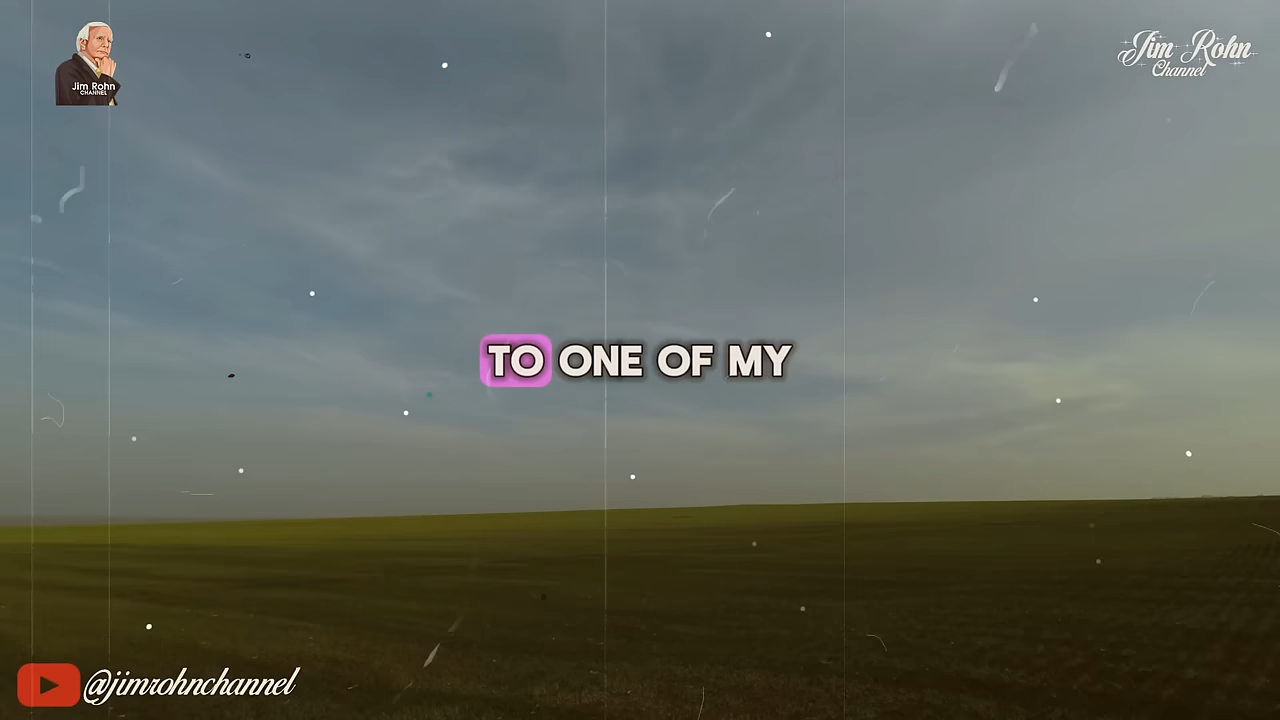 Jim Rohn
CHANNEL
Jim Rohn
Channel
TO ONE OF MY
@jimrohnchannel